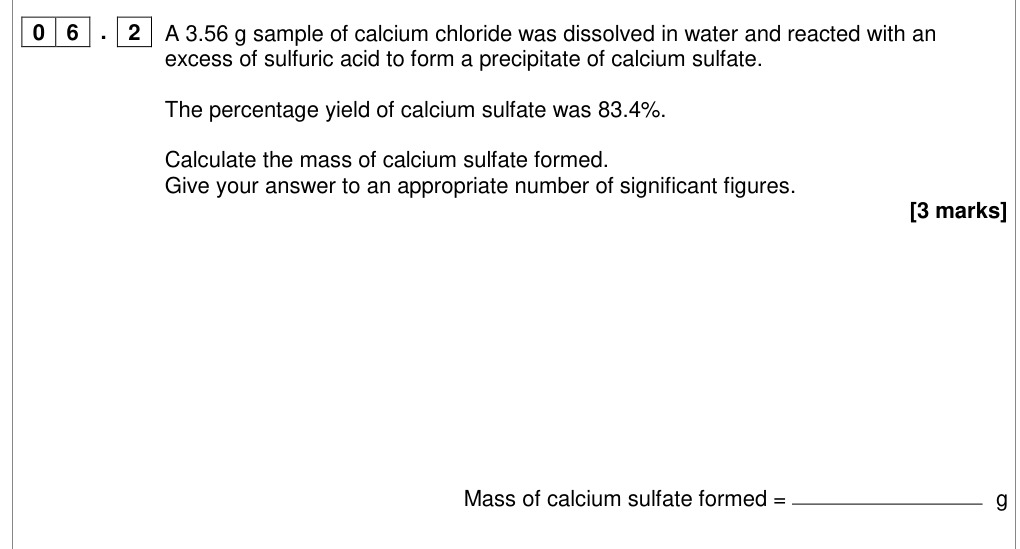 0 6 . 2 A 3.56 g sample of calcium chloride was dissolved in water and reacted with an
excess of sulfuric acid to form a precipitate of calcium sulfate.
The percentage yield of calcium sulfate was 83.4%.
Calculate the mass of calcium sulfate formed.
Give your answer to an appropriate number of significant figures.
[3 marks]
Mass of calcium sulfate formed = ________________ g